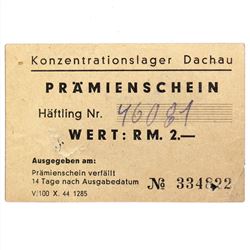 Konzentrationslager Dachau
PRÄMIENSCHEIN
Häftling Nr. 46081
WERT: RM. 2.—
Ausgegeben am:
Prämienschein verfällt
14 Tage nach Ausgabedatum
V/100 X. 44 1285
№ 334822